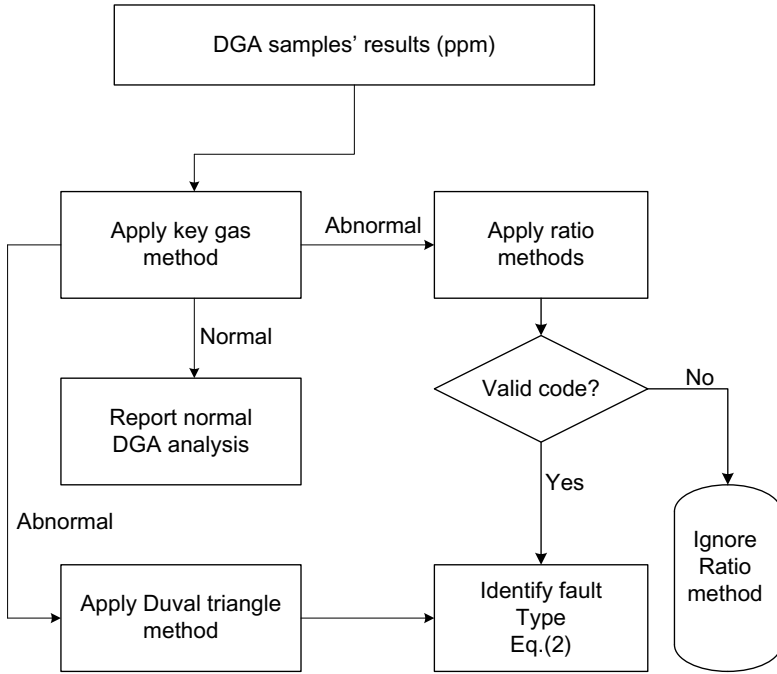 DGA samples’ results (ppm)
Apply key gas
method
Abnormal
Apply ratio
methods
Normal
Valid code?
No
Report normal
DGA analysis
Yes
Abnormal
Ignore
Ratio
method
Apply Duval triangle
method
Identify fault
Type
Eq.(2)